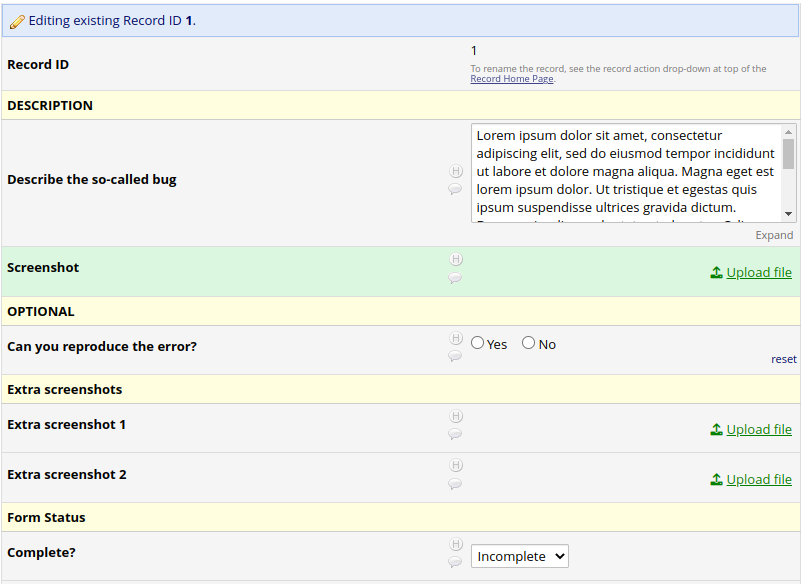 Editing existing Record ID 1.
Record ID
1
To rename the record, see the record action drop-down at top of the
Record Home Page.
DESCRIPTION
Describe the so-called bug
H
Lorem ipsum dolor sit amet, consectetur
adipiscing elit, sed do eiusmod tempor incididunt
ut labore et dolore magna aliqua. Magna eget est
lorem ipsum dolor. Ut tristique et egestas quis
ipsum suspendisse ultrices gravida dictum.
Expand
Screenshot
H
Upload file
OPTIONAL
Can you reproduce the error?
H
Yes No
reset
Extra screenshots
Extra screenshot 1
H
Upload file
Extra screenshot 2
H
Upload file
Form Status
Complete?
H
Incomplete